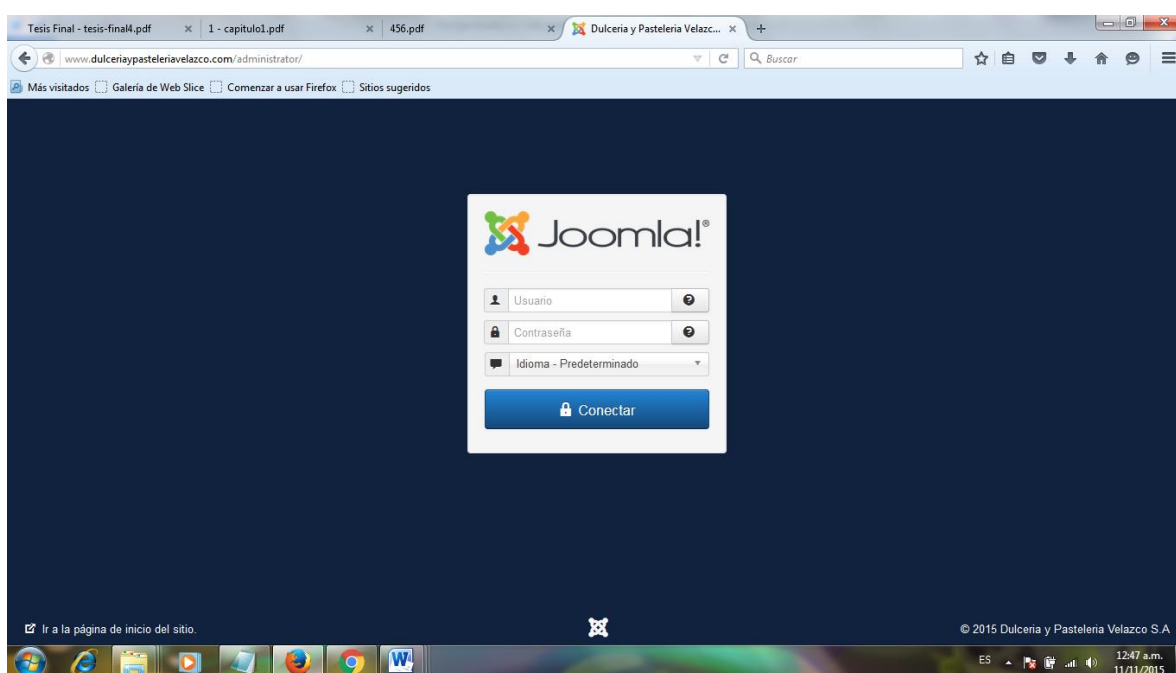 Tesis Final - tesis-final4.pdf
1 - capitulo1.pdf
456.pdf
Dulceria y Pasteleria Velazc...
www.dulceriaypasteleriavelazco.com/administrator/
Buscar
Más visitados
Galería de Web Slice
Comenzar a usar Firefox
Sitios sugeridos
Joomla!®
Usuario
Contraseña
Idioma - Predeterminado
Conectar
Ir a la página de inicio del sitio.
© 2015 Dulceria y Pasteleria Velazco S.A
ES
12:47 a.m.
11/11/2015